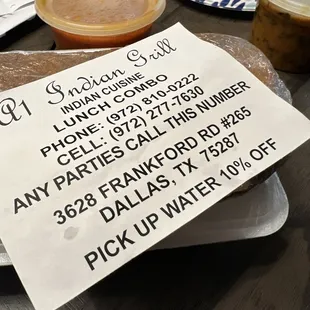 A1 Indian Grill
INDIAN CUISINE
LUNCH COMBO
PHONE: (972) 810-0222
CELL: (972) 277-7630
ANY PARTIES CALL THIS NUMBER
3628 FRANKFORD RD #265
DALLAS, TX 75287
PICK UP WATER 10% OFF